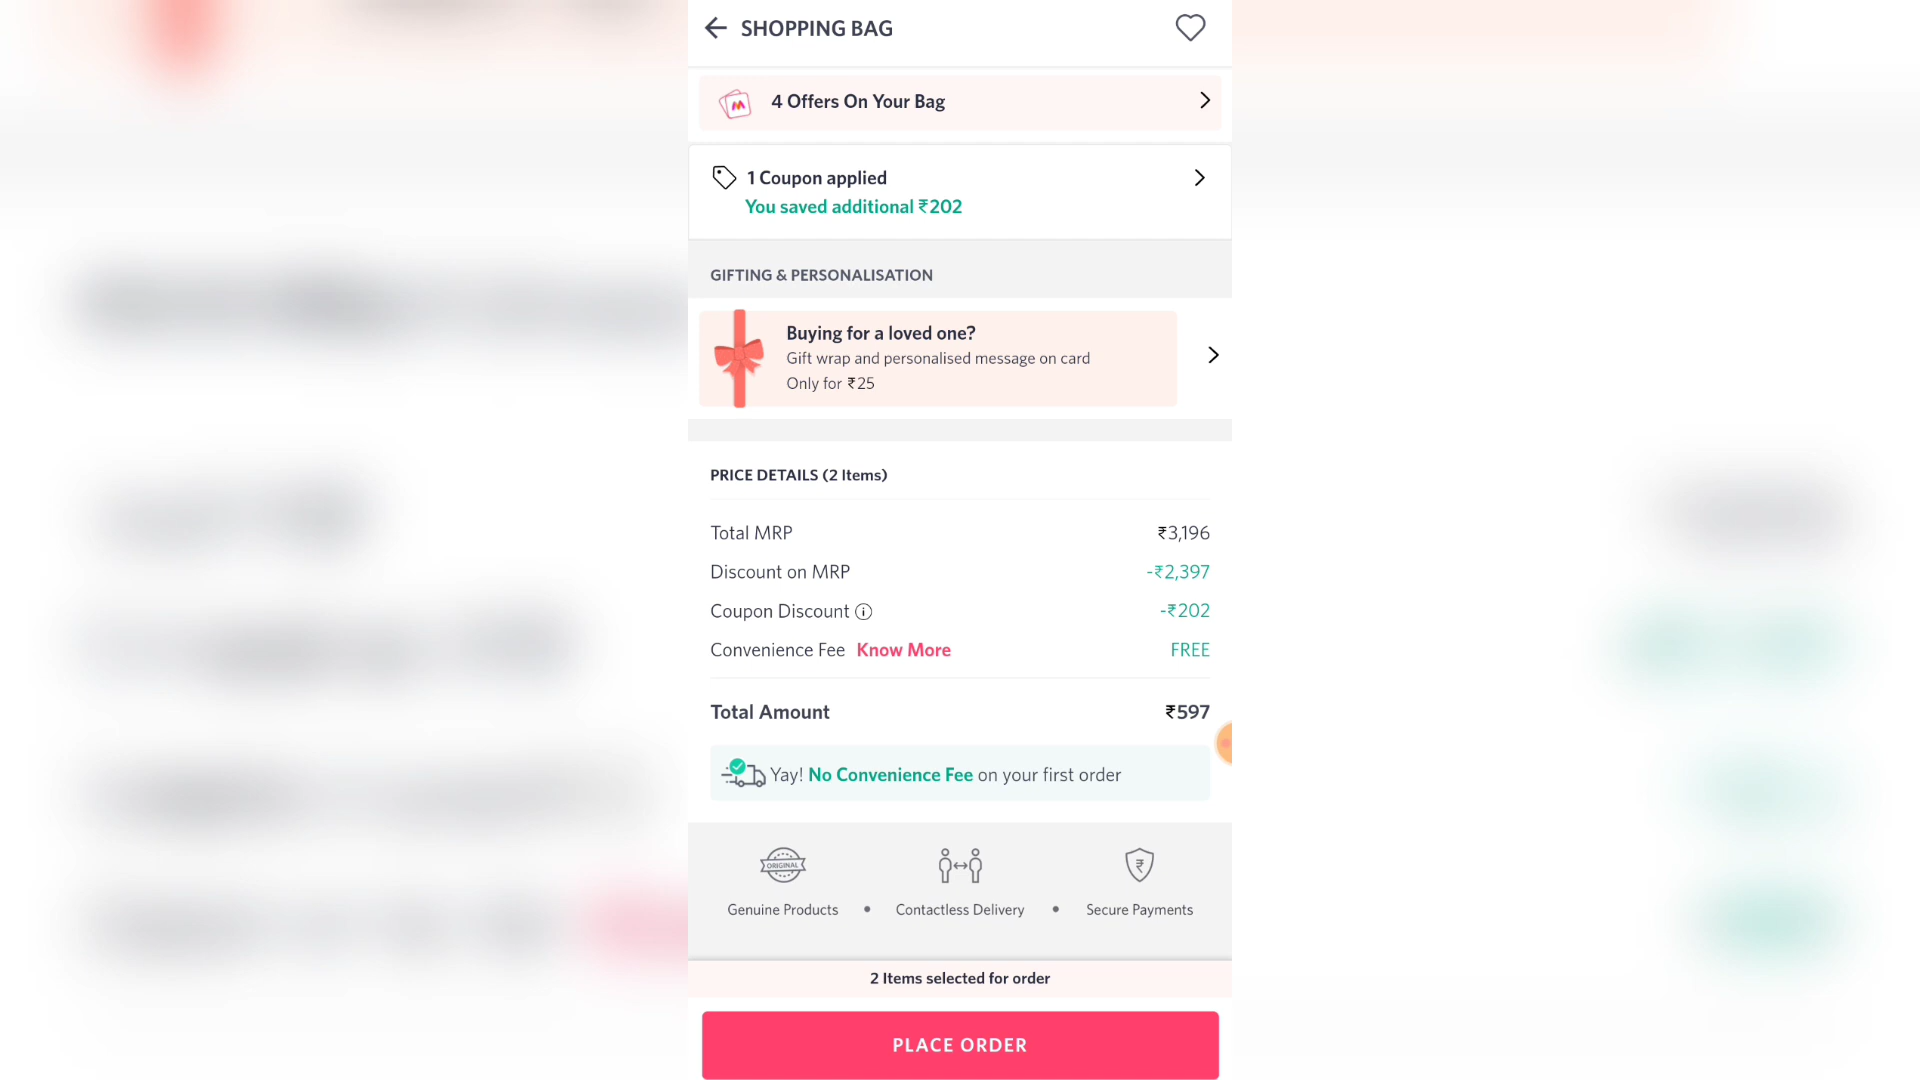 SHOPPING BAG
4 Offers On Your Bag
1 Coupon applied
You saved additional ₹202
GIFTING & PERSONALISATION
Buying for a loved one?
Gift wrap and personalised message on card
Only for ₹25
PRICE DETAILS (2 Items)
Total MRP ₹3,196
Discount on MRP -₹2,397
Coupon Discount -₹202
Convenience Fee Know More FREE
Total Amount ₹597
Yay! No Convenience Fee on your first order
ORIGINAL
Genuine Products • Contactless Delivery • Secure Payments
2 Items selected for order
PLACE ORDER